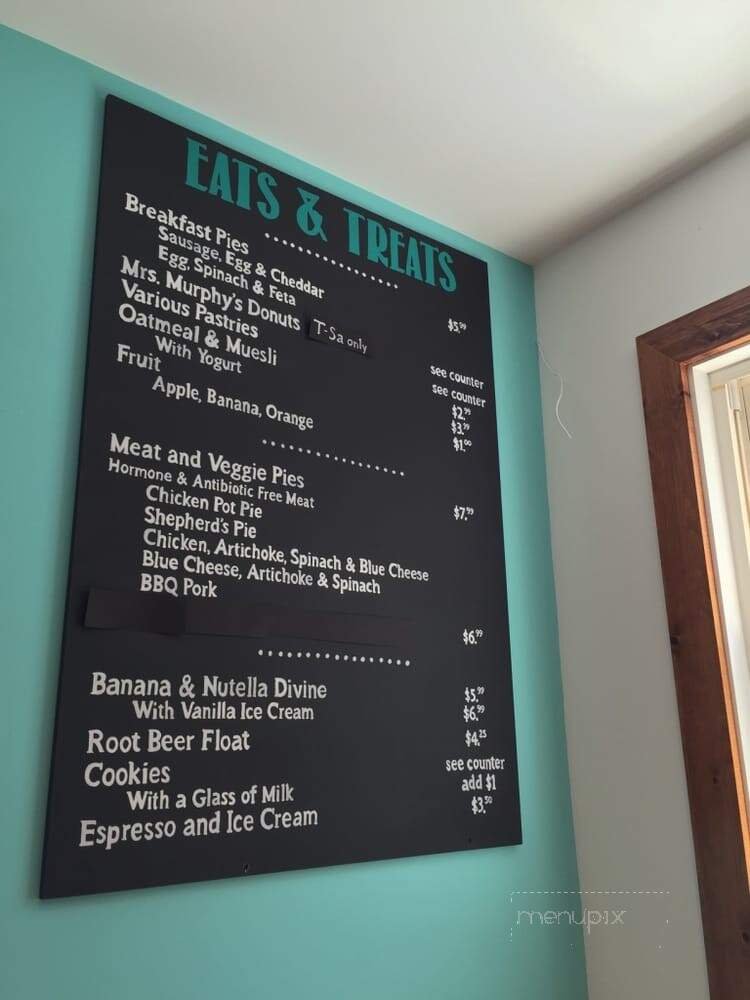 EATS & TREATS
Breakfast Pies $5.99
Sausage, Egg & Cheddar
Egg, Spinach & Feta
Mrs. Murphy's Donuts T-Sa only see counter
Various Pastries see counter
Oatmeal & Muesli $2.99
With Yogurt $3.99
Fruit $1.00
Apple, Banana, Orange
Meat and Veggie Pies $7.99
Hormone & Antibiotic Free Meat
Chicken Pot Pie
Shepherd's Pie
Chicken, Artichoke, Spinach & Blue Cheese
Blue Cheese, Artichoke & Spinach
BBQ Pork
$6.99
Banana & Nutella Divine $5.99
With Vanilla Ice Cream $6.99
Root Beer Float $4.25
Cookies see counter
With a Glass of Milk add $1
Espresso and Ice Cream $3.50
menupix